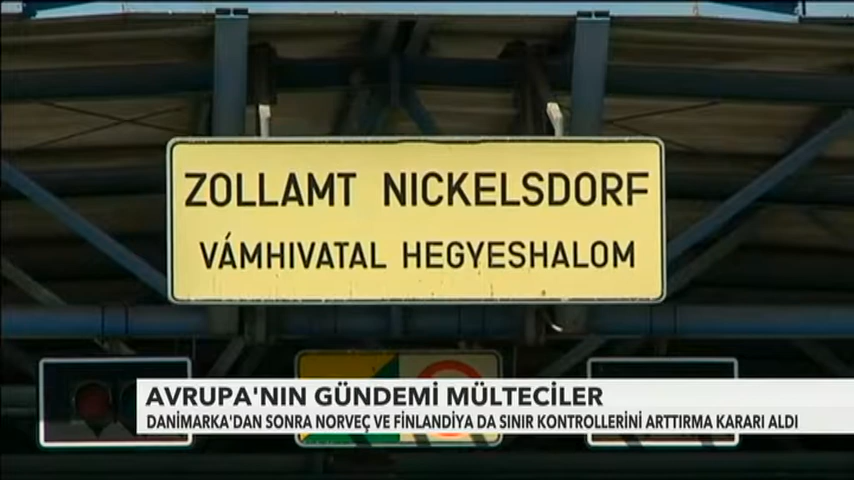 ZOLLAMT NICKELSDORF
VÁMHIVATAL HEGYESHALOM
AVRUPA'NIN GÜNDEMİ MÜLTECİLER
DANİMARKA'DAN SONRA NORVEÇ VE FİNLANDİYA DA SINIR KONTROLLERİNİ ARTTIRMA KARARI ALDI